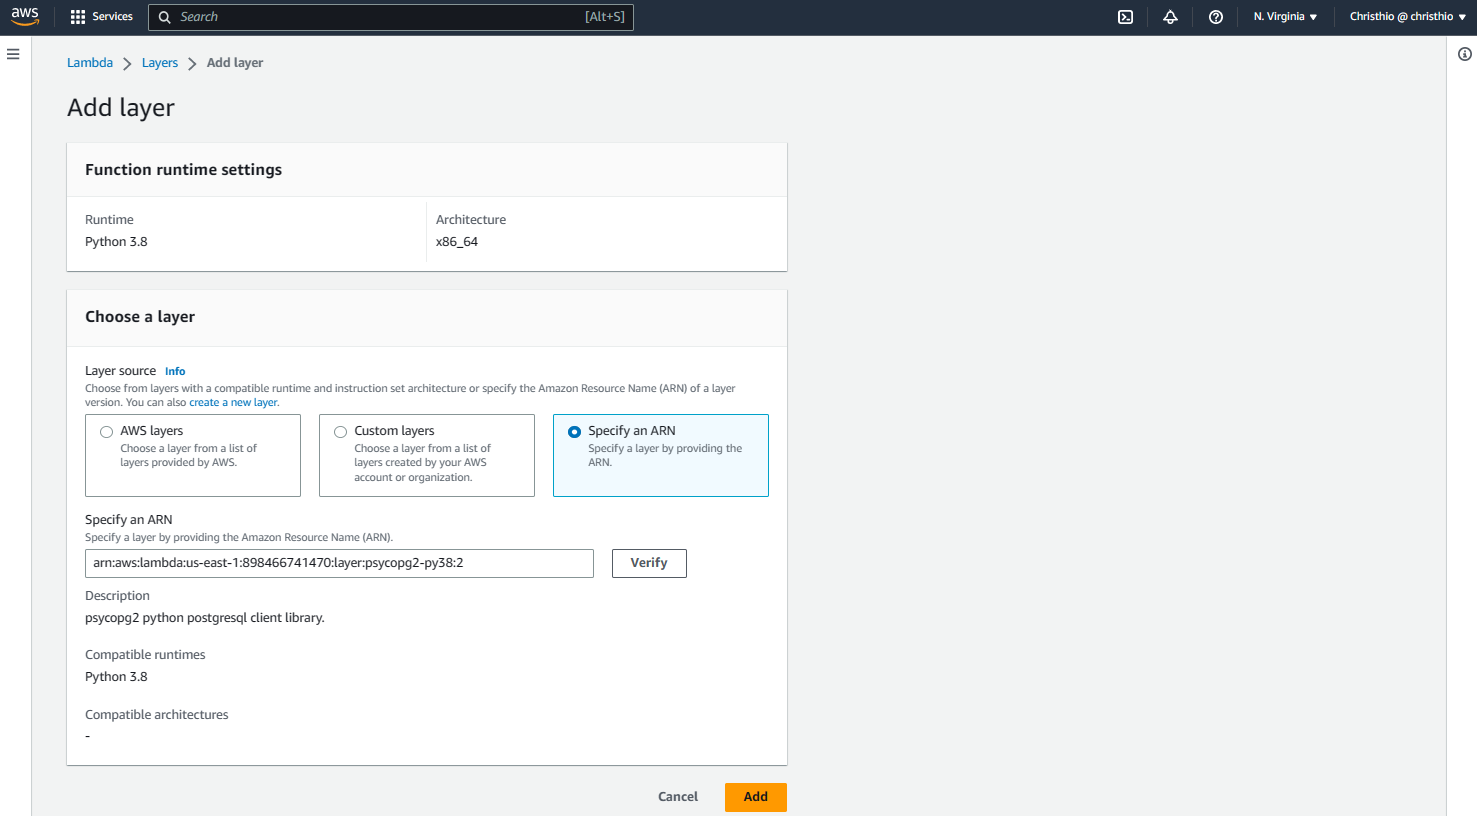 aws
Services
Search
[Alt+S]
N. Virginia
Christhio @ christhio
Lambda
Layers
Add layer
Add layer
Function runtime settings
Runtime
Python 3.8
Architecture
x86_64
Choose a layer
Layer source Info
Choose from layers with a compatible runtime and instruction set architecture or specify the Amazon Resource Name (ARN) of a layer
version. You can also create a new layer.
AWS layers
Choose a layer from a list of
layers provided by AWS.
Custom layers
Choose a layer from a list of
layers created by your AWS
account or organization.
Specify an ARN
Specify a layer by providing the
ARN.
Specify an ARN
Specify a layer by providing the Amazon Resource Name (ARN).
arn:aws:lambda:us-east-1:898466741470:layer:psycopg2-py38:2
Verify
Description
psycopg2 python postgresql client library.
Compatible runtimes
Python 3.8
Compatible architectures
-
Cancel
Add